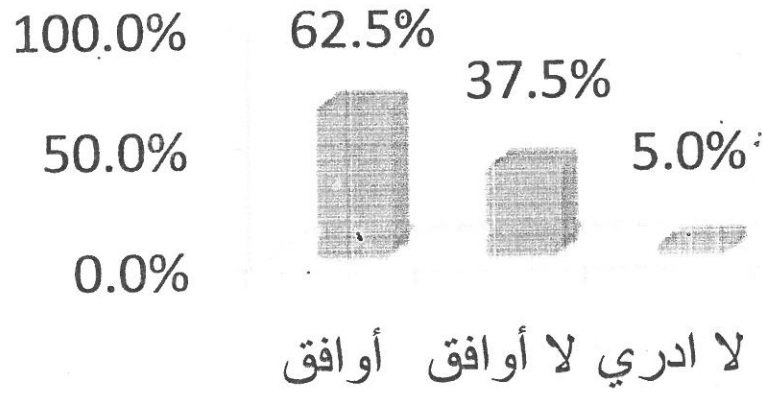 100.0%
62.5%
37.5%
50.0%
5.0%
0.0%
أوافق
لا أوافق
لا ادري